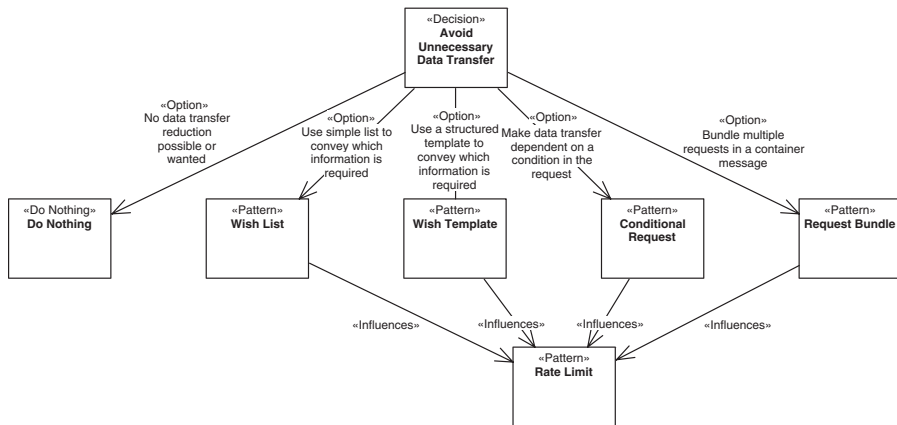 «Decision»
Avoid
Unnecessary
Data Transfer
«Option»
No data transfer
reduction
possible or
wanted
«Option»
Use simple list to
convey which
information is
required
«Option»
Use a structured
template to
convey which
information is
required
«Option»
Make data transfer
dependent on a
condition in the
request
«Option»
Bundle multiple
requests in a container
message
«Do Nothing»
Do Nothing
«Pattern»
Wish List
«Pattern»
Wish Template
«Pattern»
Conditional
Request
«Pattern»
Request Bundle
«Influences»
«Influences»
«Influences»
«Influences»
«Pattern»
Rate Limit